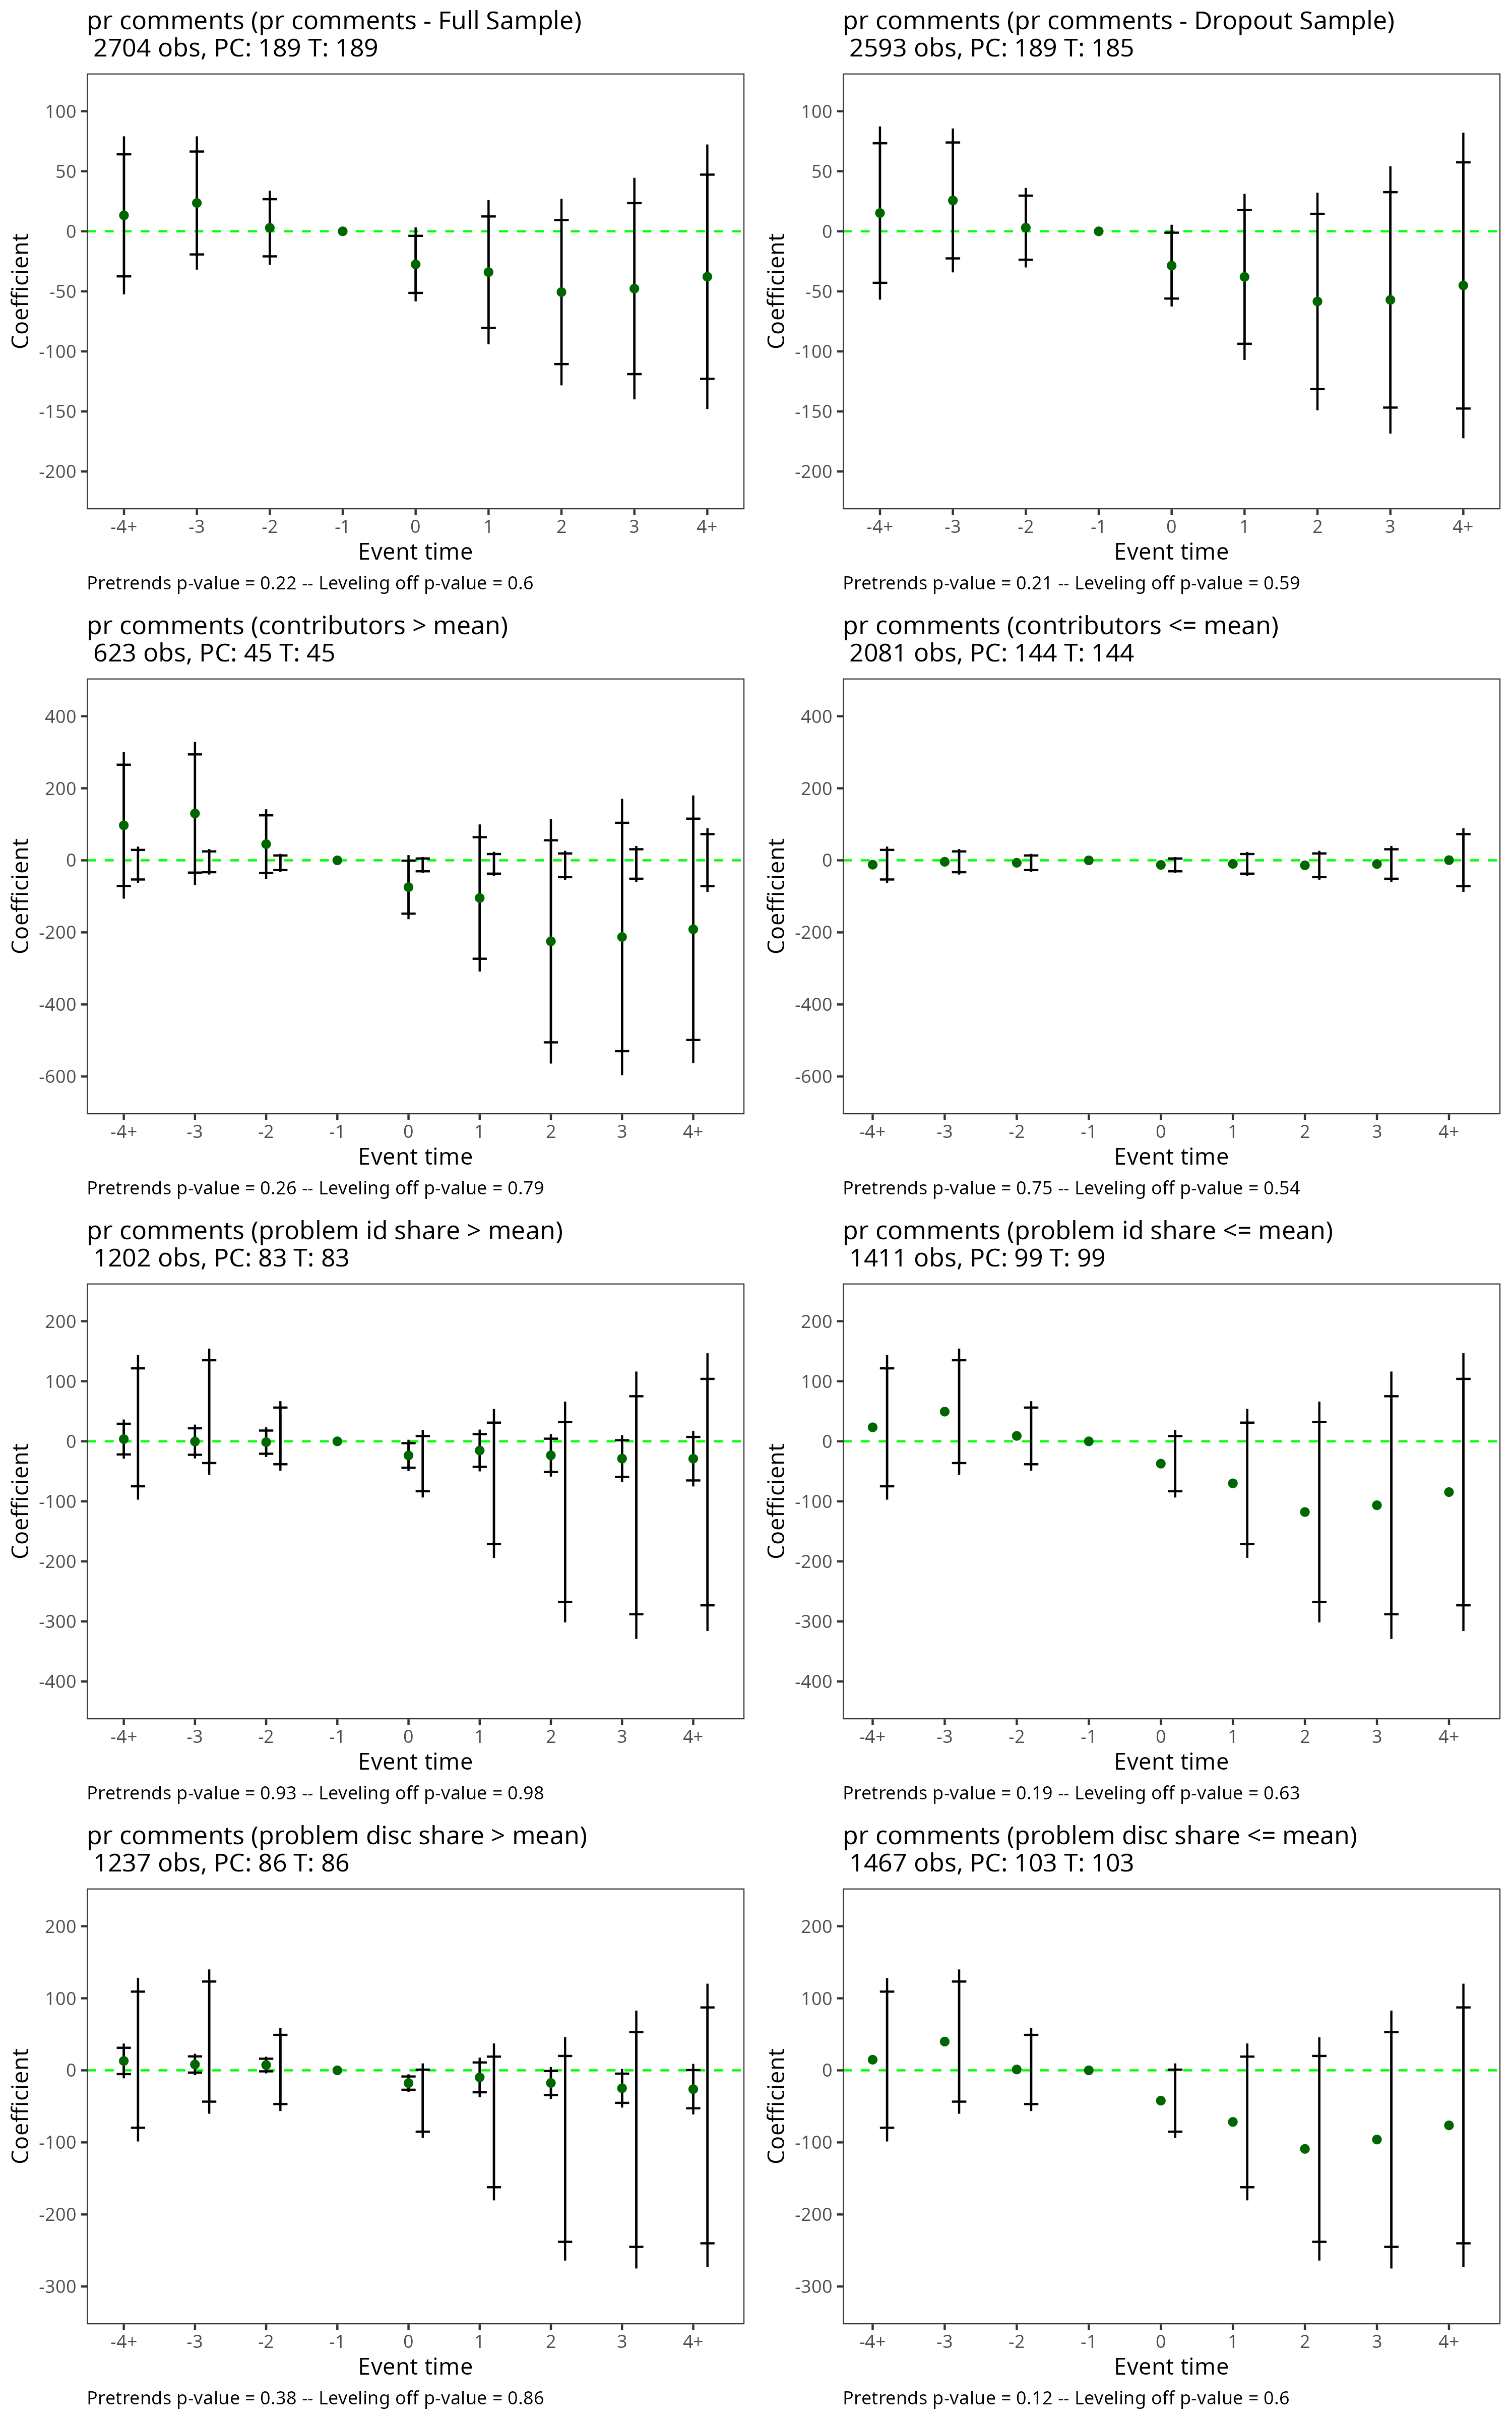 pr comments (pr comments - Full Sample)
2704 obs, PC: 189 T: 189
100
50
0
-50
-100
-150
-200
Coefficient
-4+ -3 -2 -1 0 1 2 3 4+
Event time
Pretrends p-value = 0.22 -- Leveling off p-value = 0.6
pr comments (pr comments - Dropout Sample)
2593 obs, PC: 189 T: 185
100
50
0
-50
-100
-150
-200
Coefficient
-4+ -3 -2 -1 0 1 2 3 4+
Event time
Pretrends p-value = 0.21 -- Leveling off p-value = 0.59
pr comments (contributors > mean)
623 obs, PC: 45 T: 45
400
200
0
-200
-400
-600
Coefficient
-4+ -3 -2 -1 0 1 2 3 4+
Event time
Pretrends p-value = 0.26 -- Leveling off p-value = 0.79
pr comments (contributors <= mean)
2081 obs, PC: 144 T: 144
400
200
0
-200
-400
-600
Coefficient
-4+ -3 -2 -1 0 1 2 3 4+
Event time
Pretrends p-value = 0.75 -- Leveling off p-value = 0.54
pr comments (problem id share > mean)
1202 obs, PC: 83 T: 83
200
100
0
-100
-200
-300
-400
Coefficient
-4+ -3 -2 -1 0 1 2 3 4+
Event time
Pretrends p-value = 0.93 -- Leveling off p-value = 0.98
pr comments (problem id share <= mean)
1411 obs, PC: 99 T: 99
200
100
0
-100
-200
-300
-400
Coefficient
-4+ -3 -2 -1 0 1 2 3 4+
Event time
Pretrends p-value = 0.19 -- Leveling off p-value = 0.63
pr comments (problem disc share > mean)
1237 obs, PC: 86 T: 86
200
100
0
-100
-200
-300
Coefficient
-4+ -3 -2 -1 0 1 2 3 4+
Event time
Pretrends p-value = 0.38 -- Leveling off p-value = 0.86
pr comments (problem disc share <= mean)
1467 obs, PC: 103 T: 103
200
100
0
-100
-200
-300
Coefficient
-4+ -3 -2 -1 0 1 2 3 4+
Event time
Pretrends p-value = 0.12 -- Leveling off p-value = 0.6